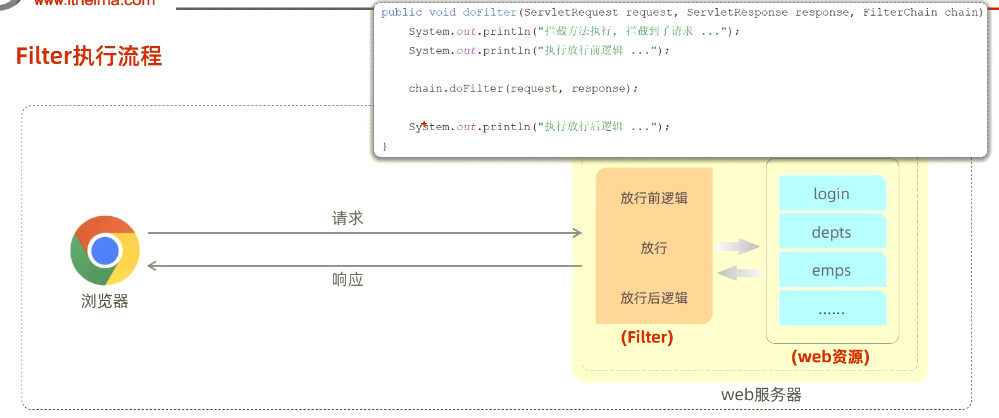 www.itheima.com
Filter执行流程
public void doFilter(ServletRequest request, ServletResponse response, FilterChain chain)
System.out.println("拦截方法执行, 拦截到了请求 ...");
System.out.println("执行放行前逻辑 ...");
chain.doFilter(request, response);
System.out.println("执行放行后逻辑 ...");
}
浏览器
请求
响应
放行前逻辑
放行
放行后逻辑
(Filter)
login
depts
emps
......
(web资源)
web服务器